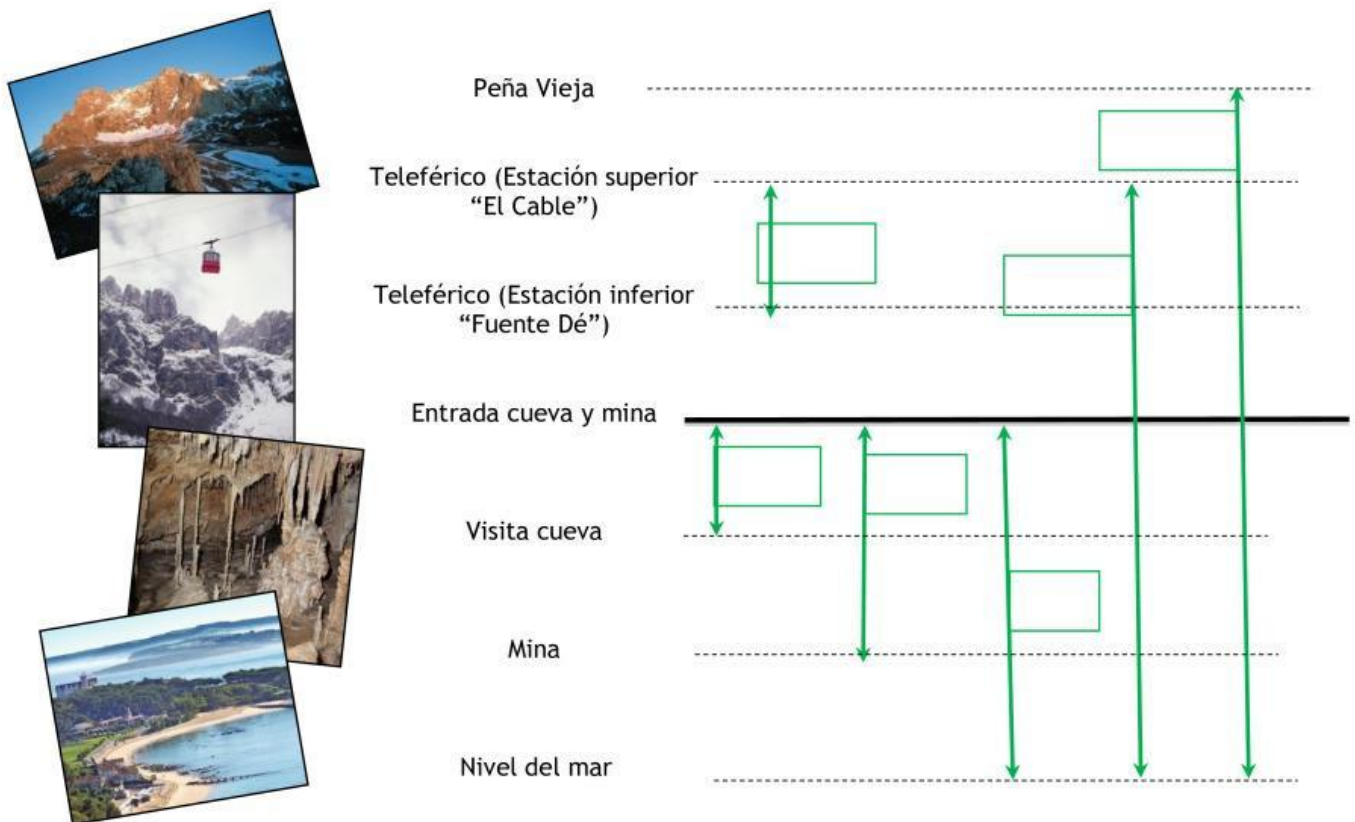 Peña Vieja
Teleférico (Estación superior
“El Cable”)
Teleférico (Estación inferior
“Fuente Dé”)
Entrada cueva y mina
Visita cueva
Mina
Nivel del mar